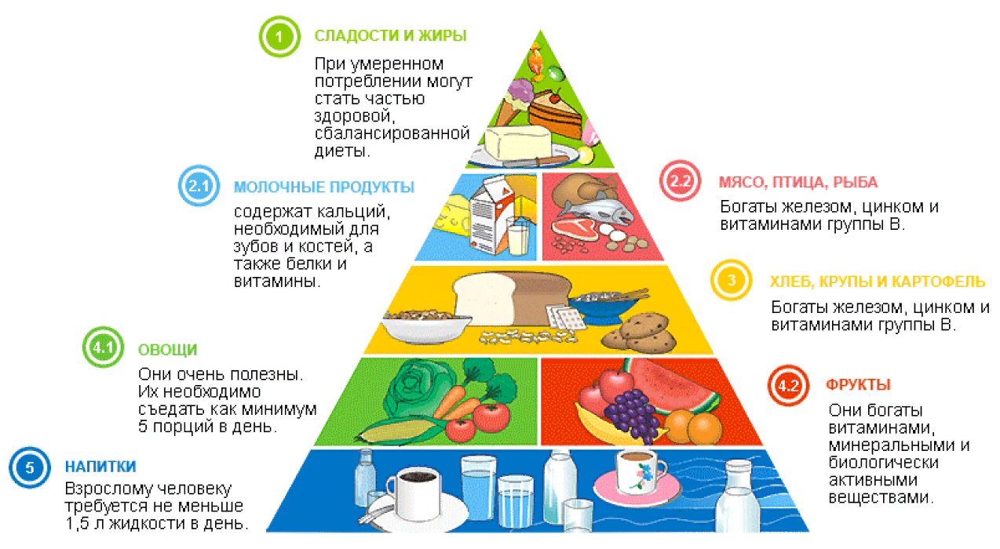 1
СЛАДОСТИ И ЖИРЫ
При умеренном
потреблении могут
стать частью
здоровой,
сбалансированной
диеты.
2.1
МОЛОЧНЫЕ ПРОДУКТЫ
содержат кальций,
необходимый для
зубов и костей, а
также белки и
витамины.
2.2
МЯСО, ПТИЦА, РЫБА
Богаты железом, цинком и
витаминами группы В.
3
ХЛЕБ, КРУПЫ И КАРТОФЕЛЬ
Богаты железом, цинком и
витаминами группы В.
4.1
ОВОЩИ
Они очень полезны.
Их необходимо
съедать как минимум
5 порций в день.
4.2
ФРУКТЫ
Они богаты
витаминами,
минеральными и
биологически
активными
веществами.
5
НАПИТКИ
Взрослому человеку
требуется не меньше
1,5 л жидкости в день.